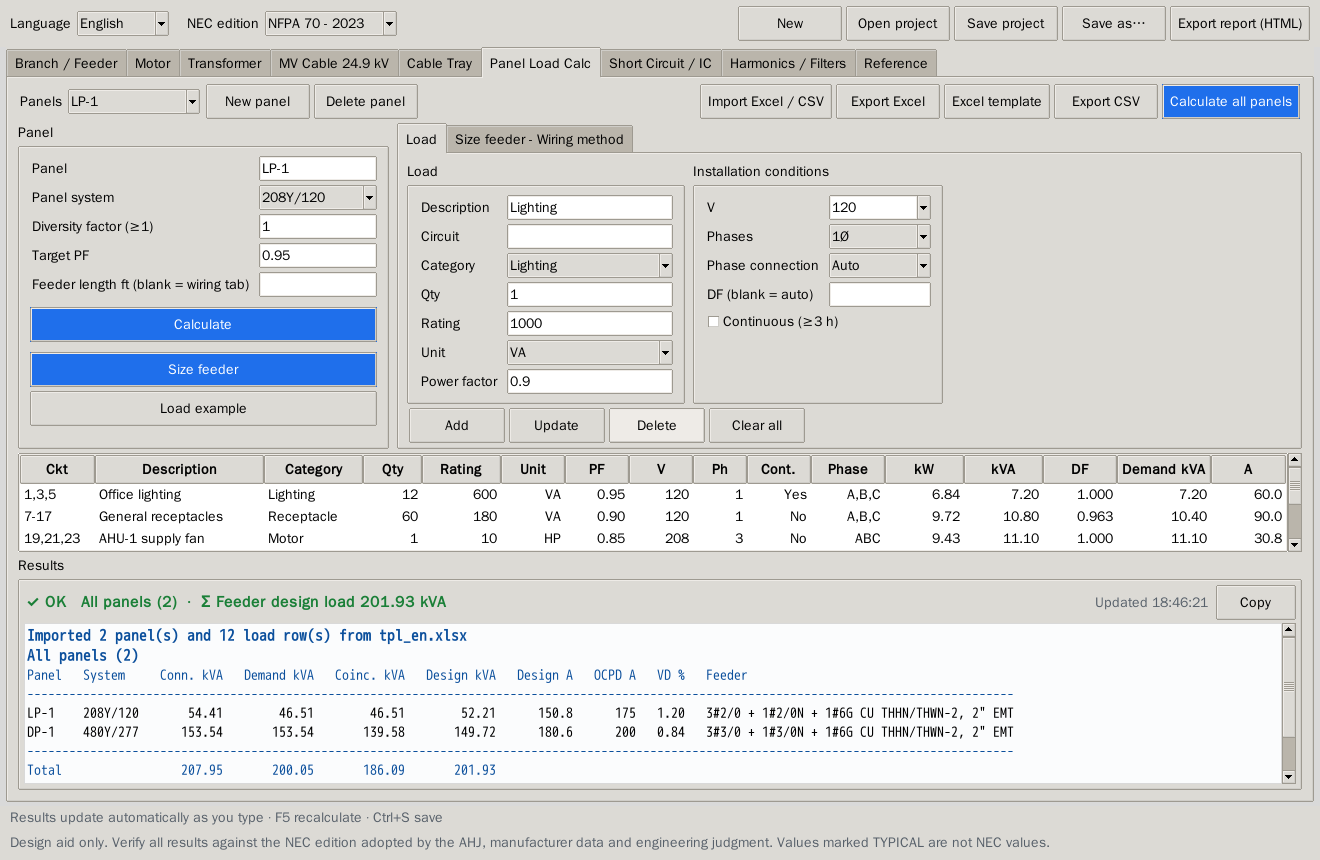 Language English NEC edition NFPA 70 - 2023 New Open project Save project Save as⋯ Export report (HTML)
Branch / Feeder Motor Transformer MV Cable 24.9 kV Cable Tray Panel Load Calc Short Circuit / IC Harmonics / Filters Reference
Panels LP-1 New panel Delete panel Import Excel / CSV Export Excel Excel template Export CSV Calculate all panels
Panel
Panel LP-1
Panel system 208Y/120
Diversity factor (≥1) 1
Target PF 0.95
Feeder length ft (blank = wiring tab)
Calculate
Size feeder
Load example
Load Size feeder - Wiring method
Load
Description Lighting
Circuit
Category Lighting
Qty 1
Rating 1000
Unit VA
Power factor 0.9
Installation conditions
V 120
Phases 1Ø
Phase connection Auto
DF (blank = auto)
Continuous (≥3 h)
Add Update Delete Clear all
Ckt Description Category Qty Rating Unit PF V Ph Cont. Phase kW kVA DF Demand kVA A
1,3,5 Office lighting Lighting 12 600 VA 0.95 120 1 Yes A,B,C 6.84 7.20 1.000 7.20 60.0
7-17 General receptacles Receptacle 60 180 VA 0.90 120 1 No A,B,C 9.72 10.80 0.963 10.40 90.0
19,21,23 AHU-1 supply fan Motor 1 10 HP 0.85 208 3 No ABC 9.43 11.10 1.000 11.10 30.8
Results
✓ OK All panels (2) · Σ Feeder design load 201.93 kVA Updated 18:46:21 Copy
Imported 2 panel(s) and 12 load row(s) from tpl_en.xlsx
All panels (2)
Panel System Conn. kVA Demand kVA Coinc. kVA Design kVA Design A OCPD A VD % Feeder
LP-1 208Y/120 54.41 46.51 46.51 52.21 150.8 175 1.20 3#2/0 + 1#2/0N + 1#6G CU THHN/THWN-2, 2" EMT
DP-1 480Y/277 153.54 153.54 139.58 149.72 180.6 200 0.84 3#3/0 + 1#3/0N + 1#6G CU THHN/THWN-2, 2" EMT
Total 207.95 200.05 186.09 201.93
Results update automatically as you type · F5 recalculate · Ctrl+S save
Design aid only. Verify all results against the NEC edition adopted by the AHJ, manufacturer data and engineering judgment. Values marked TYPICAL are not NEC values.